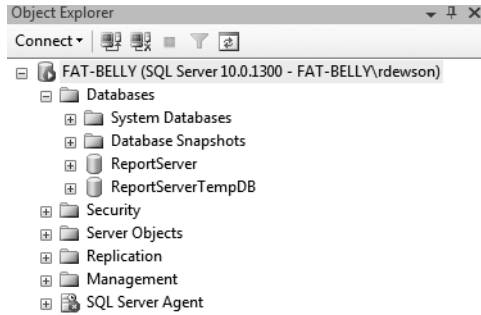 Object Explorer
Connect
FAT-BELLY (SQL Server 10.0.1300 - FAT-BELLY\rdewson)
Databases
System Databases
Database Snapshots
ReportServer
ReportServerTempDB
Security
Server Objects
Replication
Management
SQL Server Agent